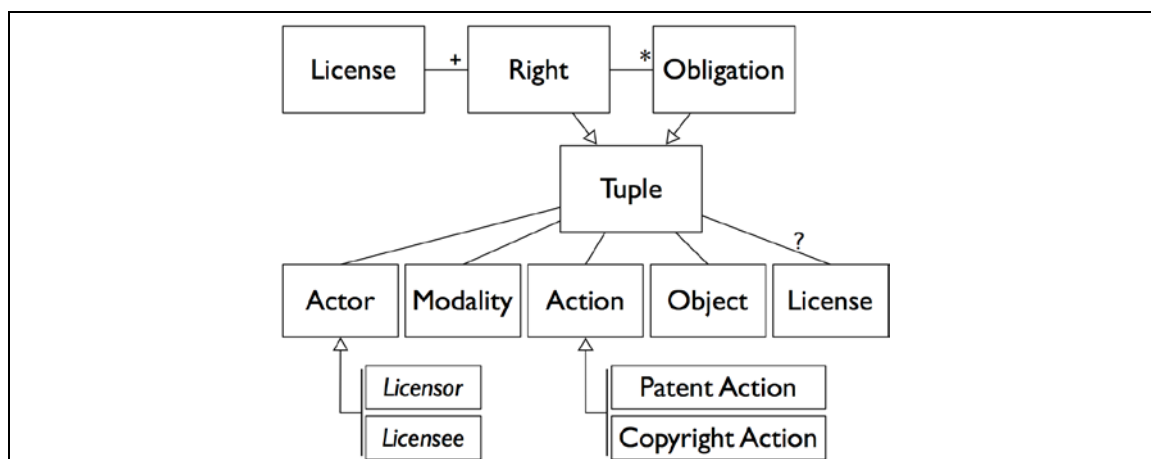 License + Right * Obligation
Tuple
?
Actor Modality Action Object License
Licensor Patent Action
Licensee Copyright Action